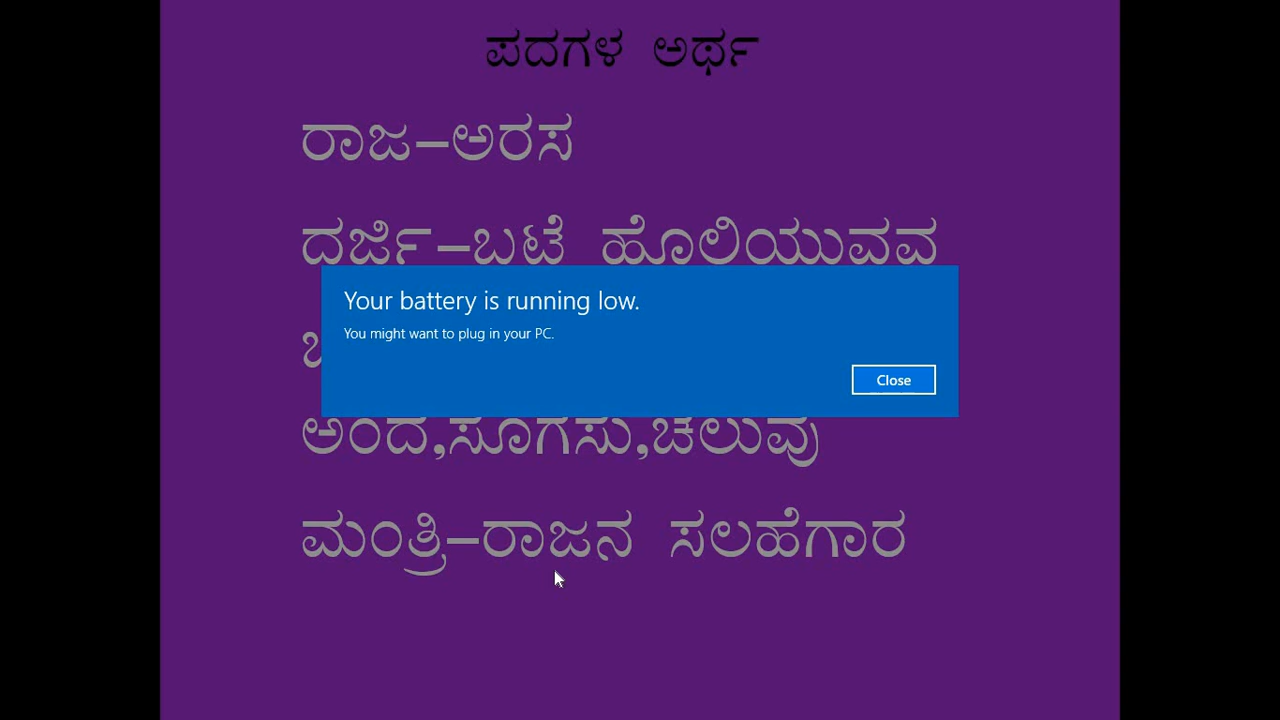 ಪದಗಳ ಅರ್ಥ
ರಾಜ–ಅರಸ
ದರ್ಜಿ–ಬಟೆ ಹೊಲಿಯುವವ
Your battery is running low.
You might want to plug in your PC.
Close
ಅಂದ,ಸೊಗಸು,ಚೆಲುವು
ಮಂತ್ರಿ–ರಾಜನ ಸಲಹೆಗಾರ